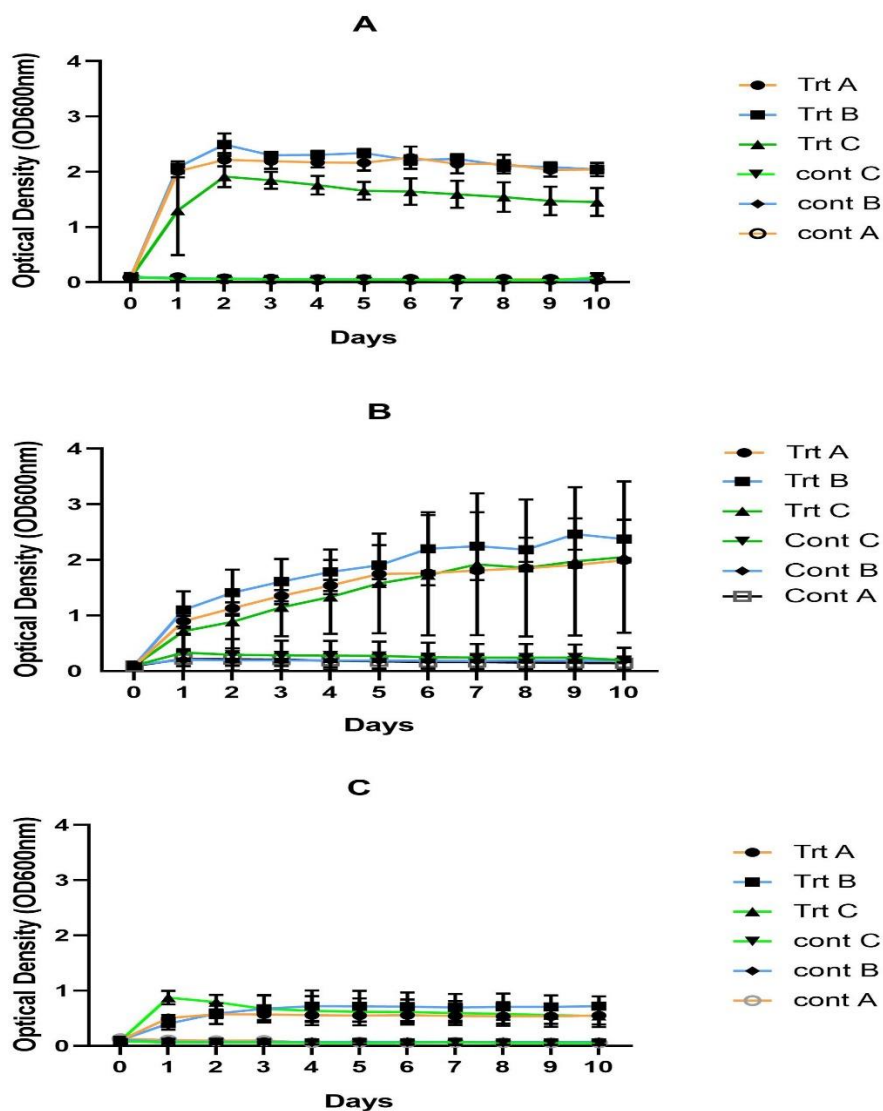 A
Optical Density (OD600nm)
4
3
2
1
0
0 1 2 3 4 5 6 7 8 9 10
Days
Trt A
Trt B
Trt C
cont C
cont B
cont A
B
Optical Density (OD600nm)
4
3
2
1
0
0 1 2 3 4 5 6 7 8 9 10
Days
Trt A
Trt B
Trt C
Cont C
Cont B
Cont A
C
Optical Density (OD600nm)
4
3
2
1
0
0 1 2 3 4 5 6 7 8 9 10
Days
Trt A
Trt B
Trt C
cont C
cont B
cont A